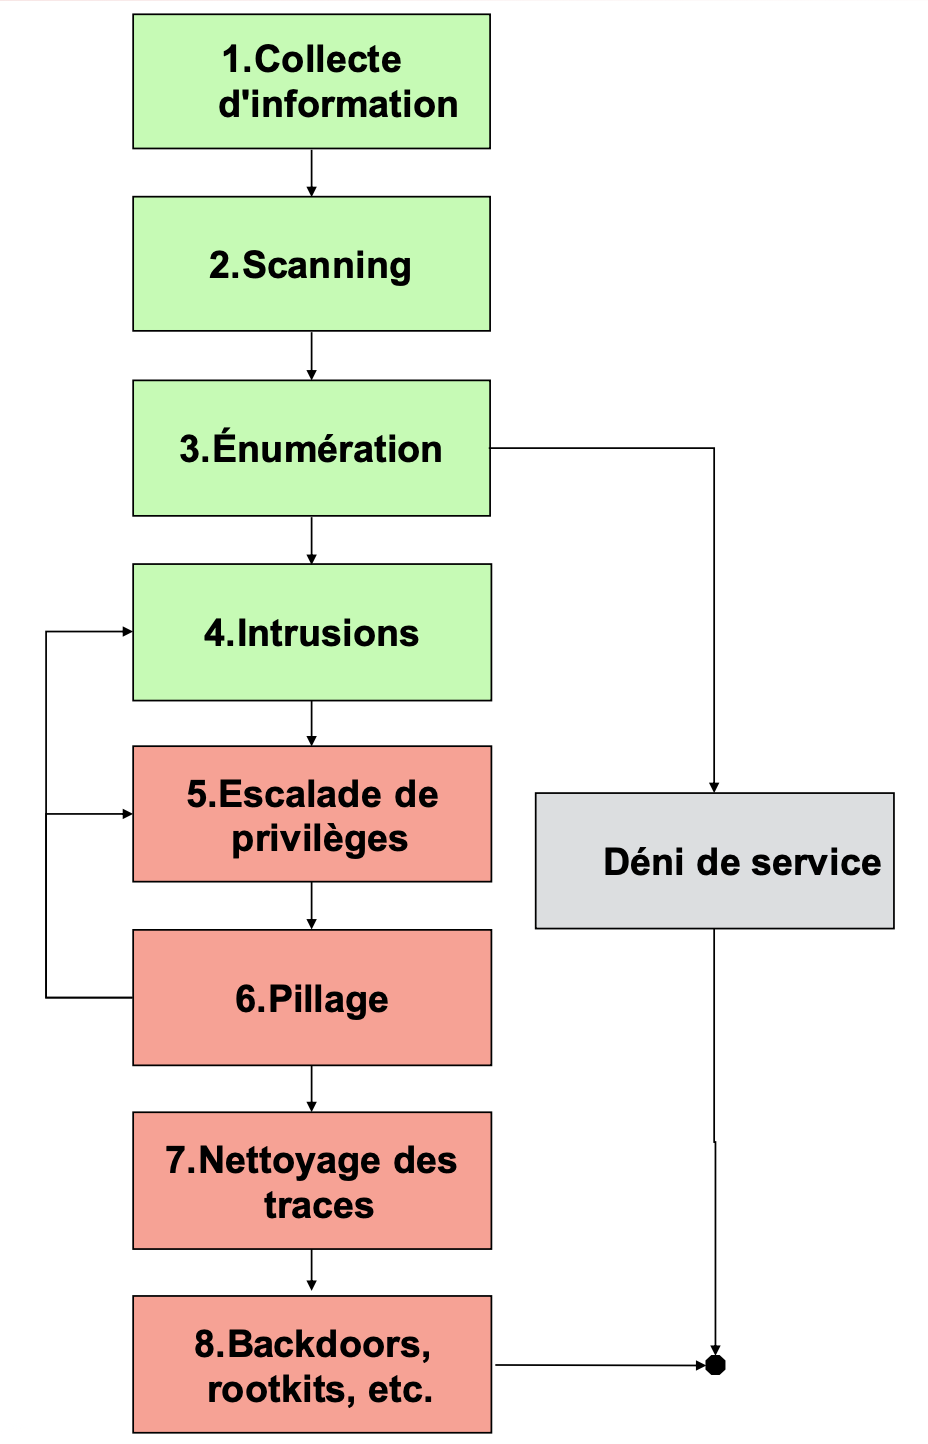 1.Collecte
d'information
2.Scanning
3.Énumération
4.Intrusions
5.Escalade de
privilèges
Déni de service
6.Pillage
7.Nettoyage des
traces
8.Backdoors,
rootkits, etc.